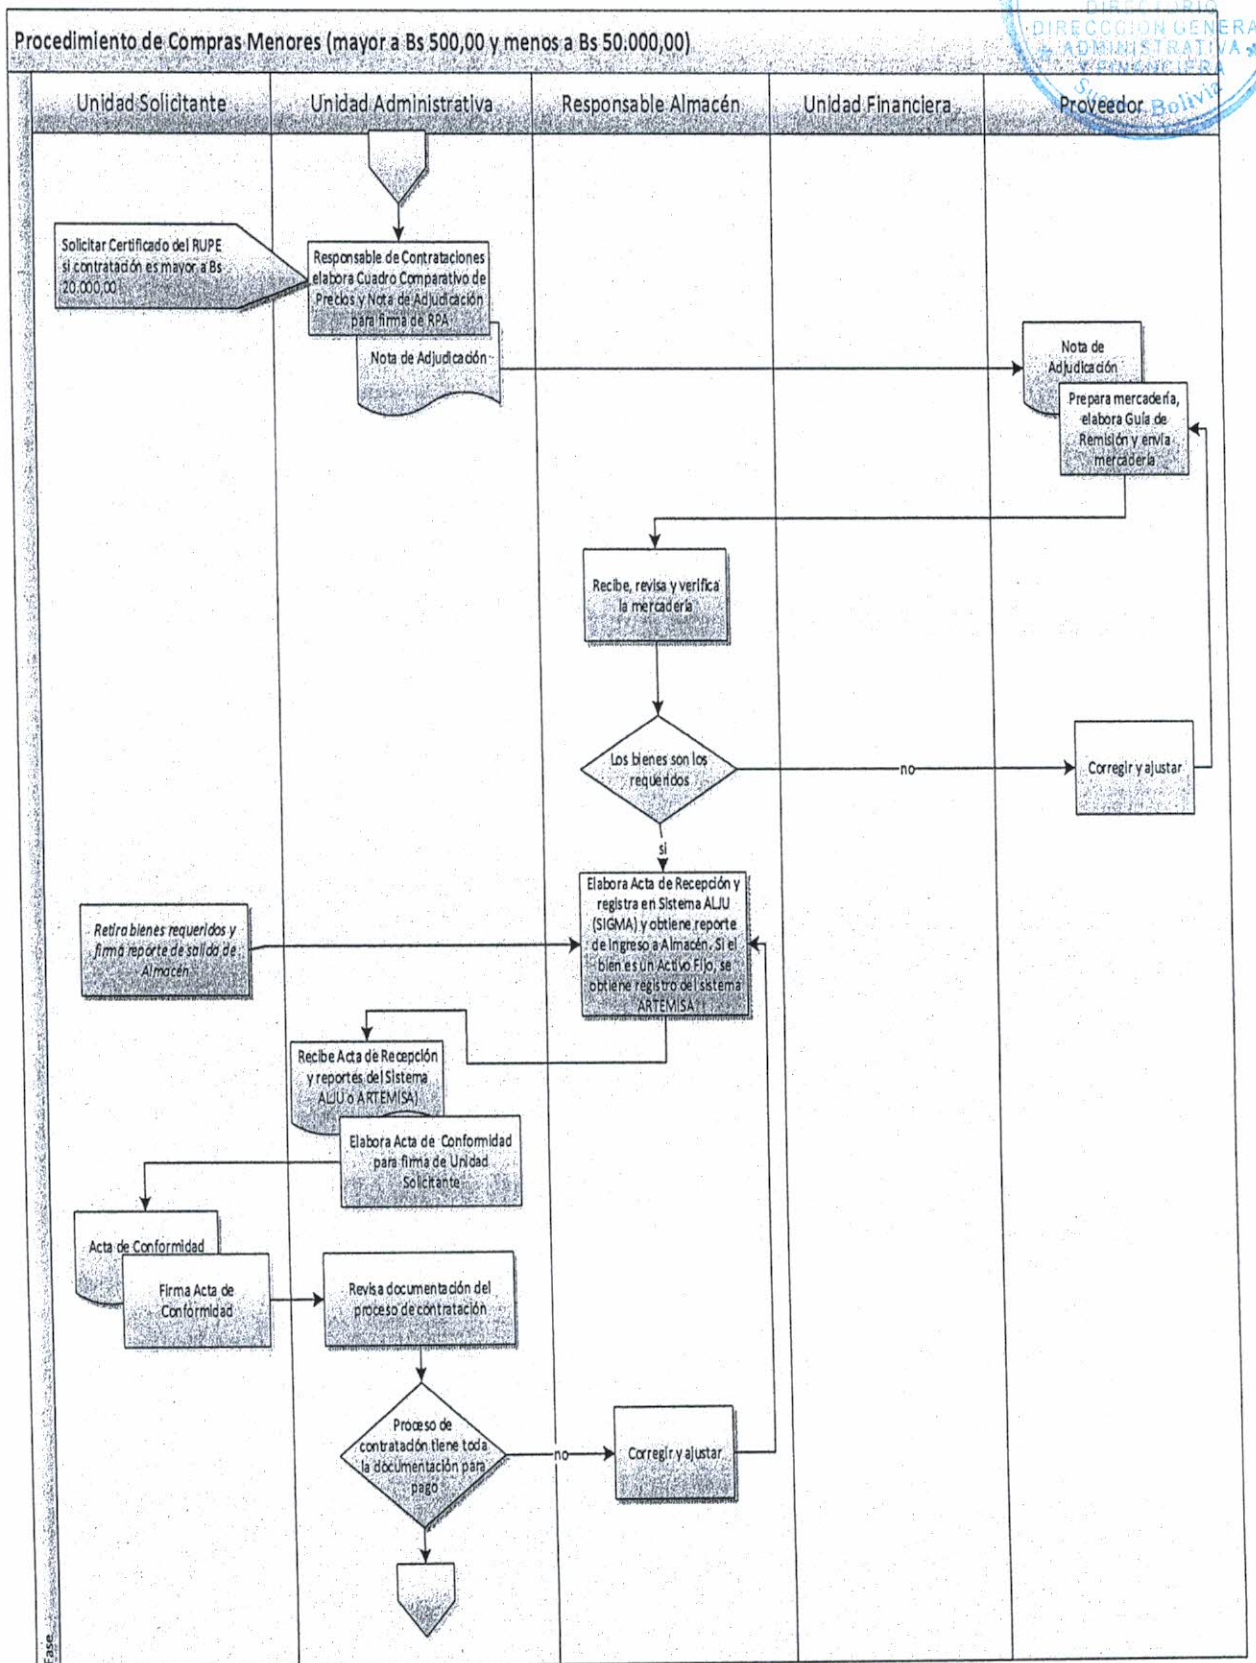 DIRECTORIO
DIRECCCION GENERA
ADMINISTRATIVA
Y FINANCIERA
Sucre - Bolivia
Procedimiento de Compras Menores (mayor a Bs 500,00 y menos a Bs 50.000,00)
Unidad Solicitante
Unidad Administrativa
Responsable Almacén
Unidad Financiera
Proveedor
Solicitar Certificado del RUPE
si contratación es mayor a Bs
20.000,00
Responsable de Contrataciones
elabora Cuadro Comparativo de
Precios y Nota de Adjudicación
para firma de RPA
Nota de Adjudicación
Nota de
Adjudicación
Prepara mercadería,
elabora Guía de
Remisión y envía
mercadería
Recibe, revisa y verifica
la mercadería
Los bienes son los
requeridos
no
Corregir y ajustar
si
Elabora Acta de Recepción y
registra en Sistema ALJU
(SIGMA) y obtiene reporte
de Ingreso a Almacén. Si el
bien es un Activo Fijo, se
obtiene registro del sistema
ARTEMISA
Retira bienes requeridos y
firma reporte de salida de
Almacén
Recibe Acta de Recepción
y reportes del Sistema
ALJU o ARTEMISA)
Elabora Acta de Conformidad
para firma de Unidad
Solicitante
Acta de Conformidad
Firma Acta de
Conformidad
Revisa documentación del
proceso de contratación
Proceso de
contratación tiene toda
la documentación para
pago
no
Corregir y ajustar
Fase